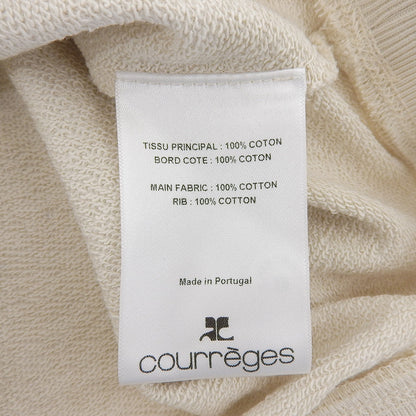 TISSU PRINCIPAL : 100% COTON
BORD COTE : 100% COTON
MAIN FABRIC : 100% COTTON
RIB : 100% COTTON
Made in Portugal
courrèges